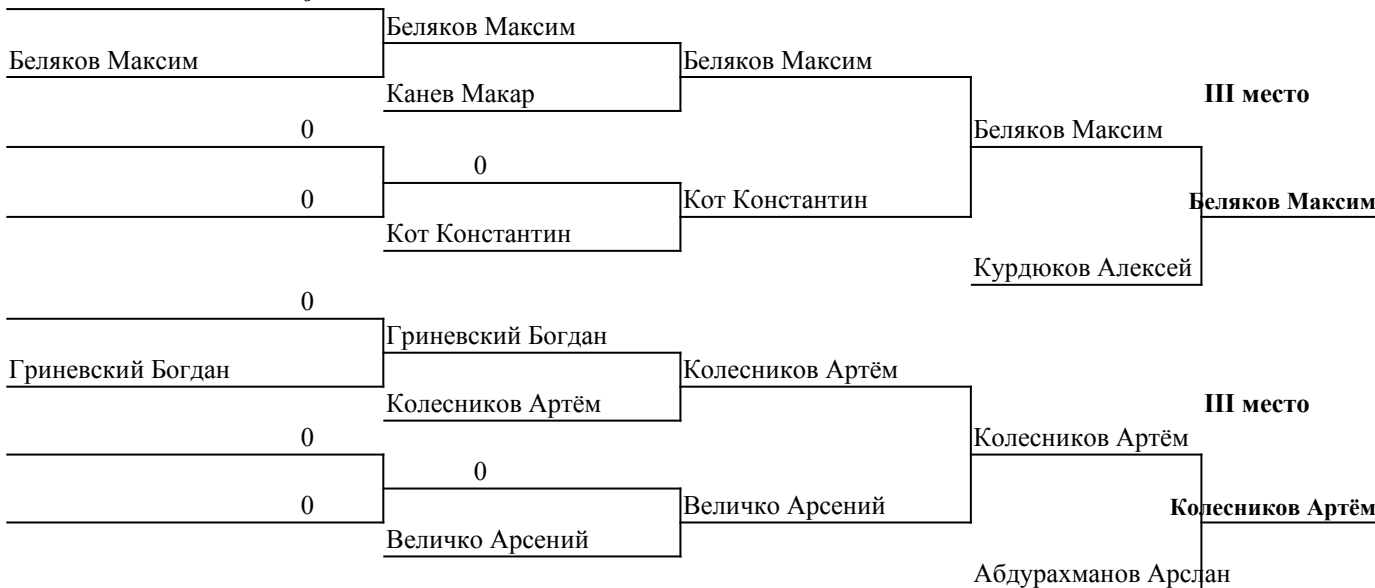 Беляков Максим
Беляков Максим
Беляков Максим
Канев Макар
III место
0
Беляков Максим
0
0
Кот Константин
Беляков Максим
Кот Константин
Курдюков Алексей
0
Гриневский Богдан
Гриневский Богдан
Колесников Артём
Колесников Артём
III место
0
Колесников Артём
0
0
Величко Арсений
Колесников Артём
Величко Арсений
Абдурахманов Арслан